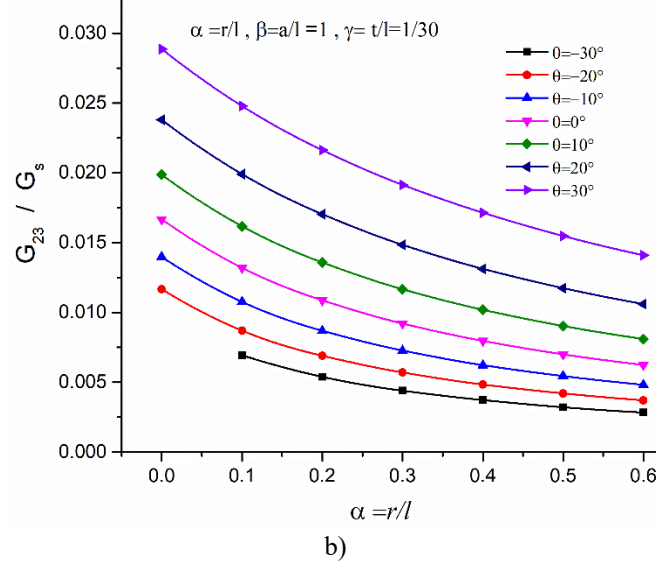 0.030
0.025
0.020
0.015
0.010
0.005
0.000
G23 / Gs
α =r/l , β=a/l =1 , γ= t/l=1/30
θ=−30°
θ=−20°
θ=−10°
θ=0°
θ=10°
θ=20°
θ=30°
0.0 0.1 0.2 0.3 0.4 0.5 0.6
α =r/l
b)